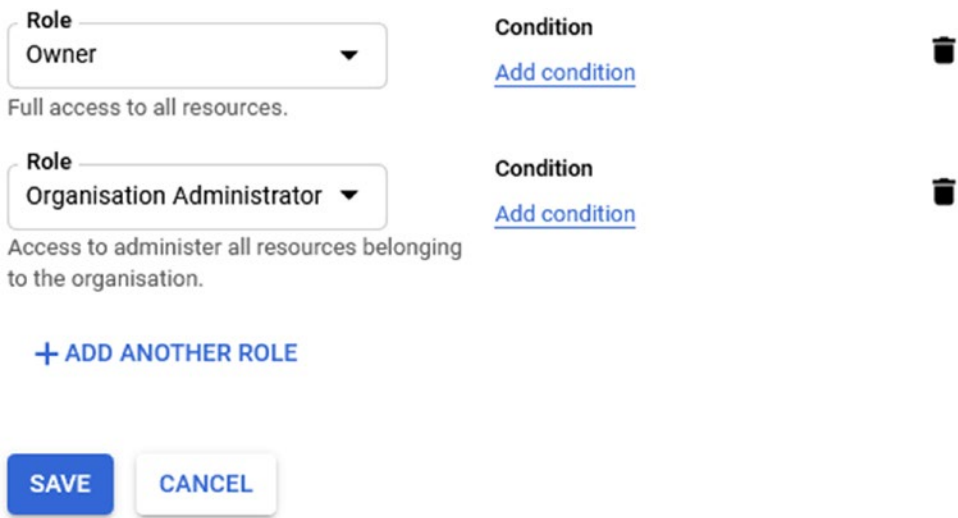 Role
Owner
Condition
Add condition
Full access to all resources.
Role
Organisation Administrator
Condition
Add condition
Access to administer all resources belonging
to the organisation.
+ ADD ANOTHER ROLE
SAVE
CANCEL